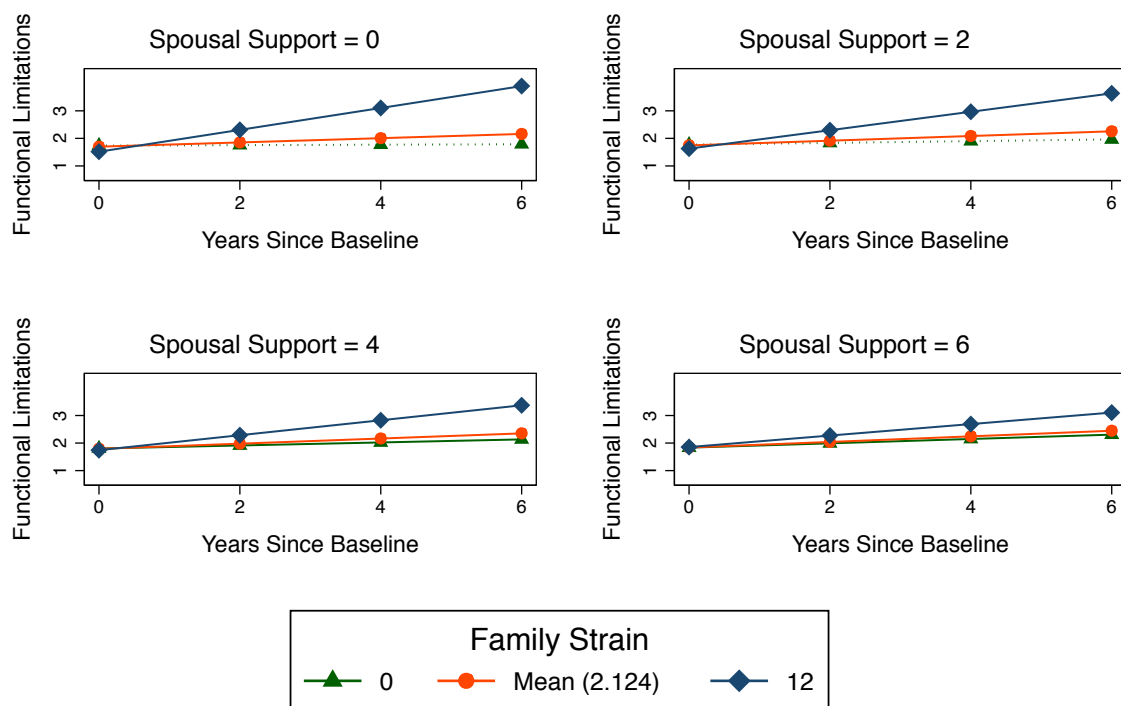 Spousal Support = 0
Functional Limitations
1 2 3
0 2 4 6
Years Since Baseline
Spousal Support = 2
Functional Limitations
1 2 3
0 2 4 6
Years Since Baseline
Spousal Support = 4
Functional Limitations
1 2 3
0 2 4 6
Years Since Baseline
Spousal Support = 6
Functional Limitations
1 2 3
0 2 4 6
Years Since Baseline
Family Strain
0 Mean (2.124) 12